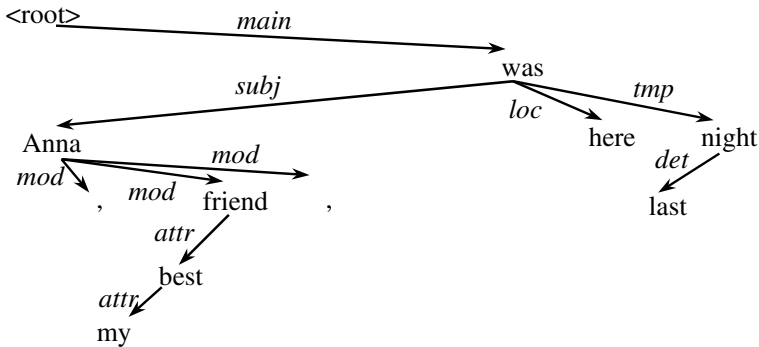 <root>
main
was
subj
loc
tmp
Anna
here
night
mod
mod
mod
det
,
friend
,
last
attr
best
attr
my